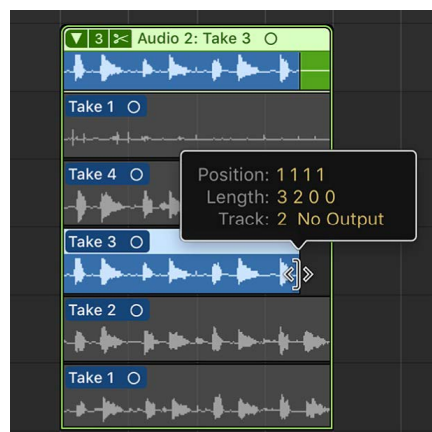 3 Audio 2: Take 3
Take 1
Take 4
Position: 1 1 1 1
Length: 3 2 0 0
Track: 2 No Output
Take 3
Take 2
Take 1